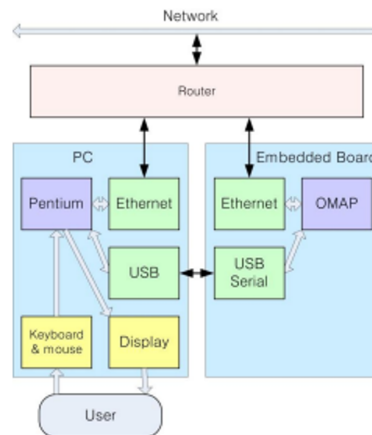 Network
Router
PC
Embedded Board
Pentium
Ethernet
Ethernet
OMAP
USB
USB
Serial
Keyboard
& mouse
Display
User